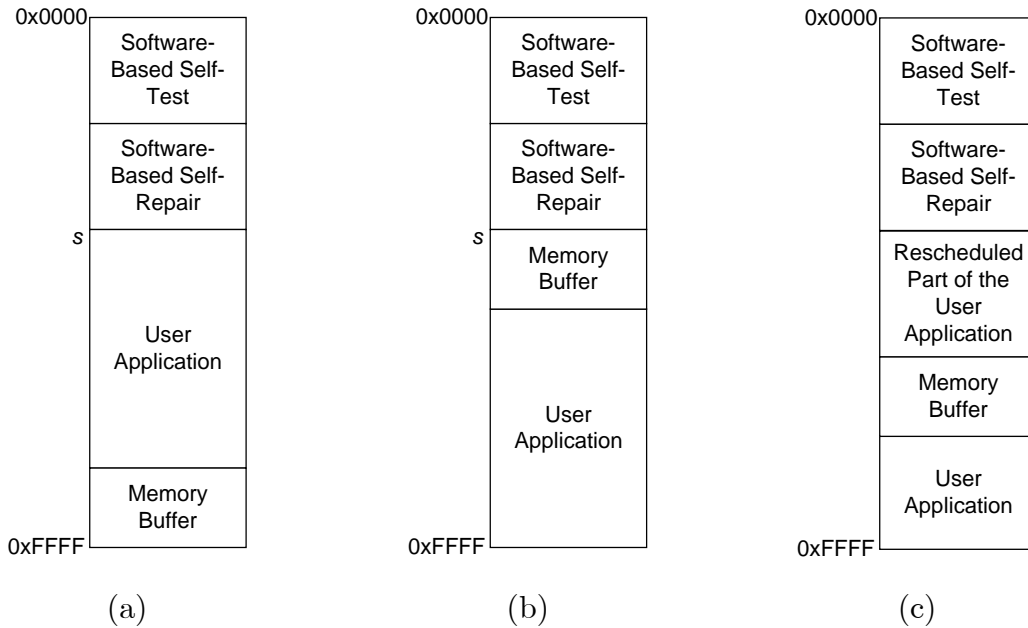 0x0000
Software-
Based Self-
Test
Software-
Based Self-
Repair
s
User
Application
Memory
Buffer
0xFFFF
(a)
0x0000
Software-
Based Self-
Test
Software-
Based Self-
Repair
s
Memory
Buffer
User
Application
0xFFFF
(b)
0x0000
Software-
Based Self-
Test
Software-
Based Self-
Repair
Rescheduled
Part of the
User
Application
Memory
Buffer
User
Application
0xFFFF
(c)